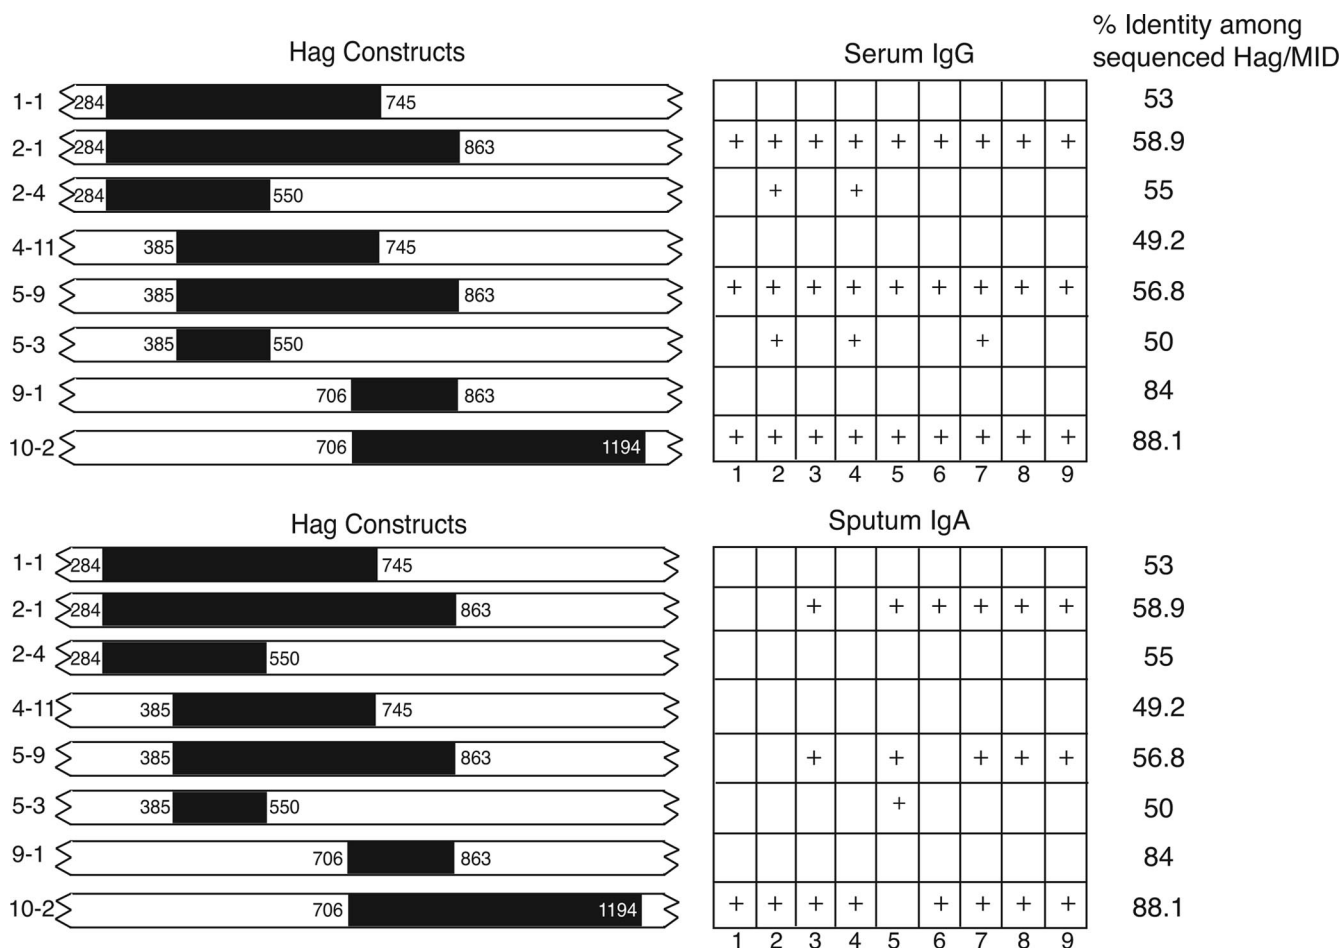 % Identity among
Hag Constructs Serum IgG sequenced Hag/MID
1-1 284 745 53
2-1 284 863 + + + + + + + + + 58.9
2-4 284 550 + + 55
4-11 385 745 49.2
5-9 385 863 + + + + + + + + + 56.8
5-3 385 550 + + + 50
9-1 706 863 84
10-2 706 1194 + + + + + + + + + 88.1
1 2 3 4 5 6 7 8 9
Hag Constructs Sputum IgA
1-1 284 745 53
2-1 284 863 + + + + + + 58.9
2-4 284 550 55
4-11 385 745 49.2
5-9 385 863 + + + + + 56.8
5-3 385 550 + 50
9-1 706 863 84
10-2 706 1194 + + + + + + + + 88.1
1 2 3 4 5 6 7 8 9